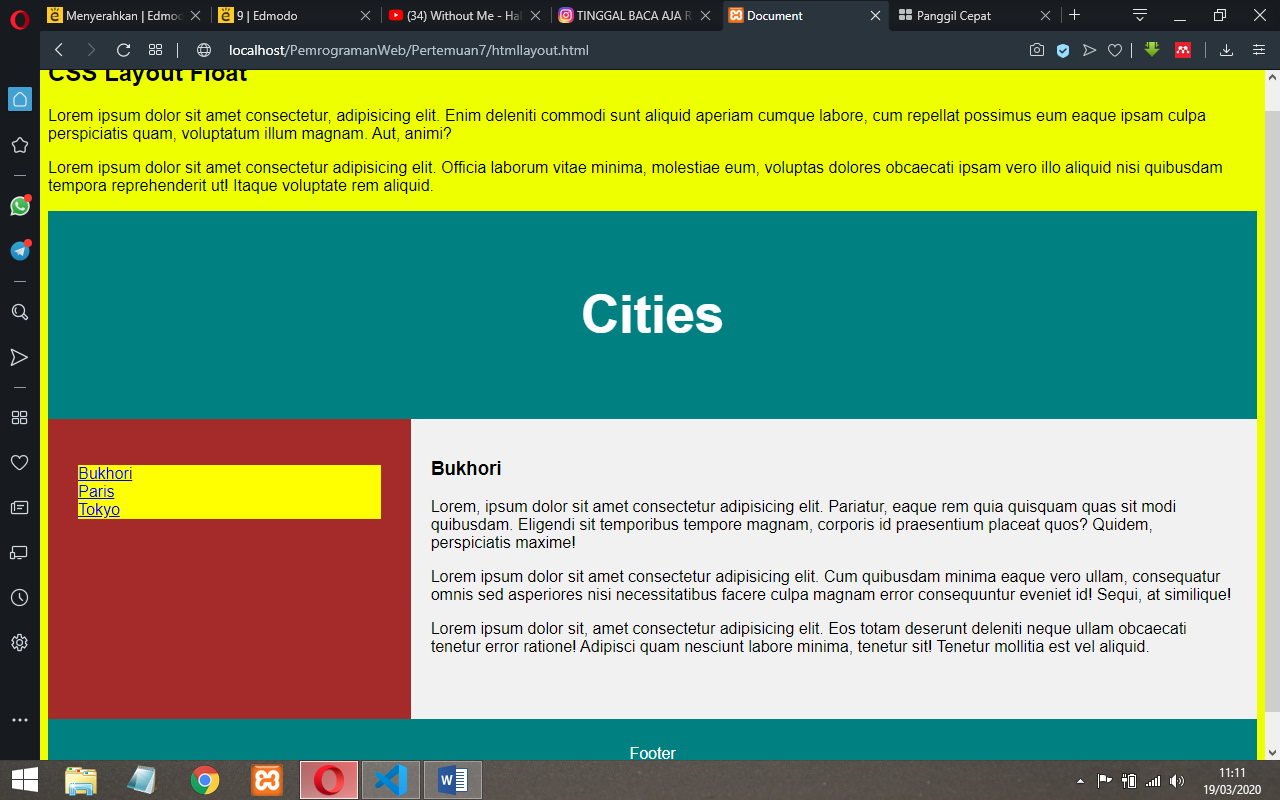 Menyerahkan | Edmo
9 | Edmodo
(34) Without Me - Hal
TINGGAL BACA AJA R
Document
Panggil Cepat
localhost/PemrogramanWeb/Pertemuan7/htmllayout.html
CSS Layout Float
Lorem ipsum dolor sit amet consectetur, adipisicing elit. Enim deleniti commodi sunt aliquid aperiam cumque labore, cum repellat possimus eum eaque ipsam culpa
perspiciatis quam, voluptatum illum magnam. Aut, animi?
Lorem ipsum dolor sit amet consectetur adipisicing elit. Officia laborum vitae minima, molestiae eum, voluptas dolores obcaecati ipsam vero illo aliquid nisi quibusdam
tempora reprehenderit ut! Itaque voluptate rem aliquid.
Cities
Bukhori
Paris
Tokyo
Bukhori
Lorem, ipsum dolor sit amet consectetur adipisicing elit. Pariatur, eaque rem quia quisquam quas sit modi
quibusdam. Eligendi sit temporibus tempore magnam, corporis id praesentium placeat quos? Quidem,
perspiciatis maxime!
Lorem ipsum dolor sit amet consectetur adipisicing elit. Cum quibusdam minima eaque vero ullam, consequatur
omnis sed asperiores nisi necessitatibus facere culpa magnam error consequuntur eveniet id! Sequi, at similique!
Lorem ipsum dolor sit, amet consectetur adipisicing elit. Eos totam deserunt deleniti neque ullam obcaecati
tenetur error ratione! Adipisci quam nesciunt labore minima, tenetur sit! Tenetur mollitia est vel aliquid.
Footer
11:11
19/03/2020